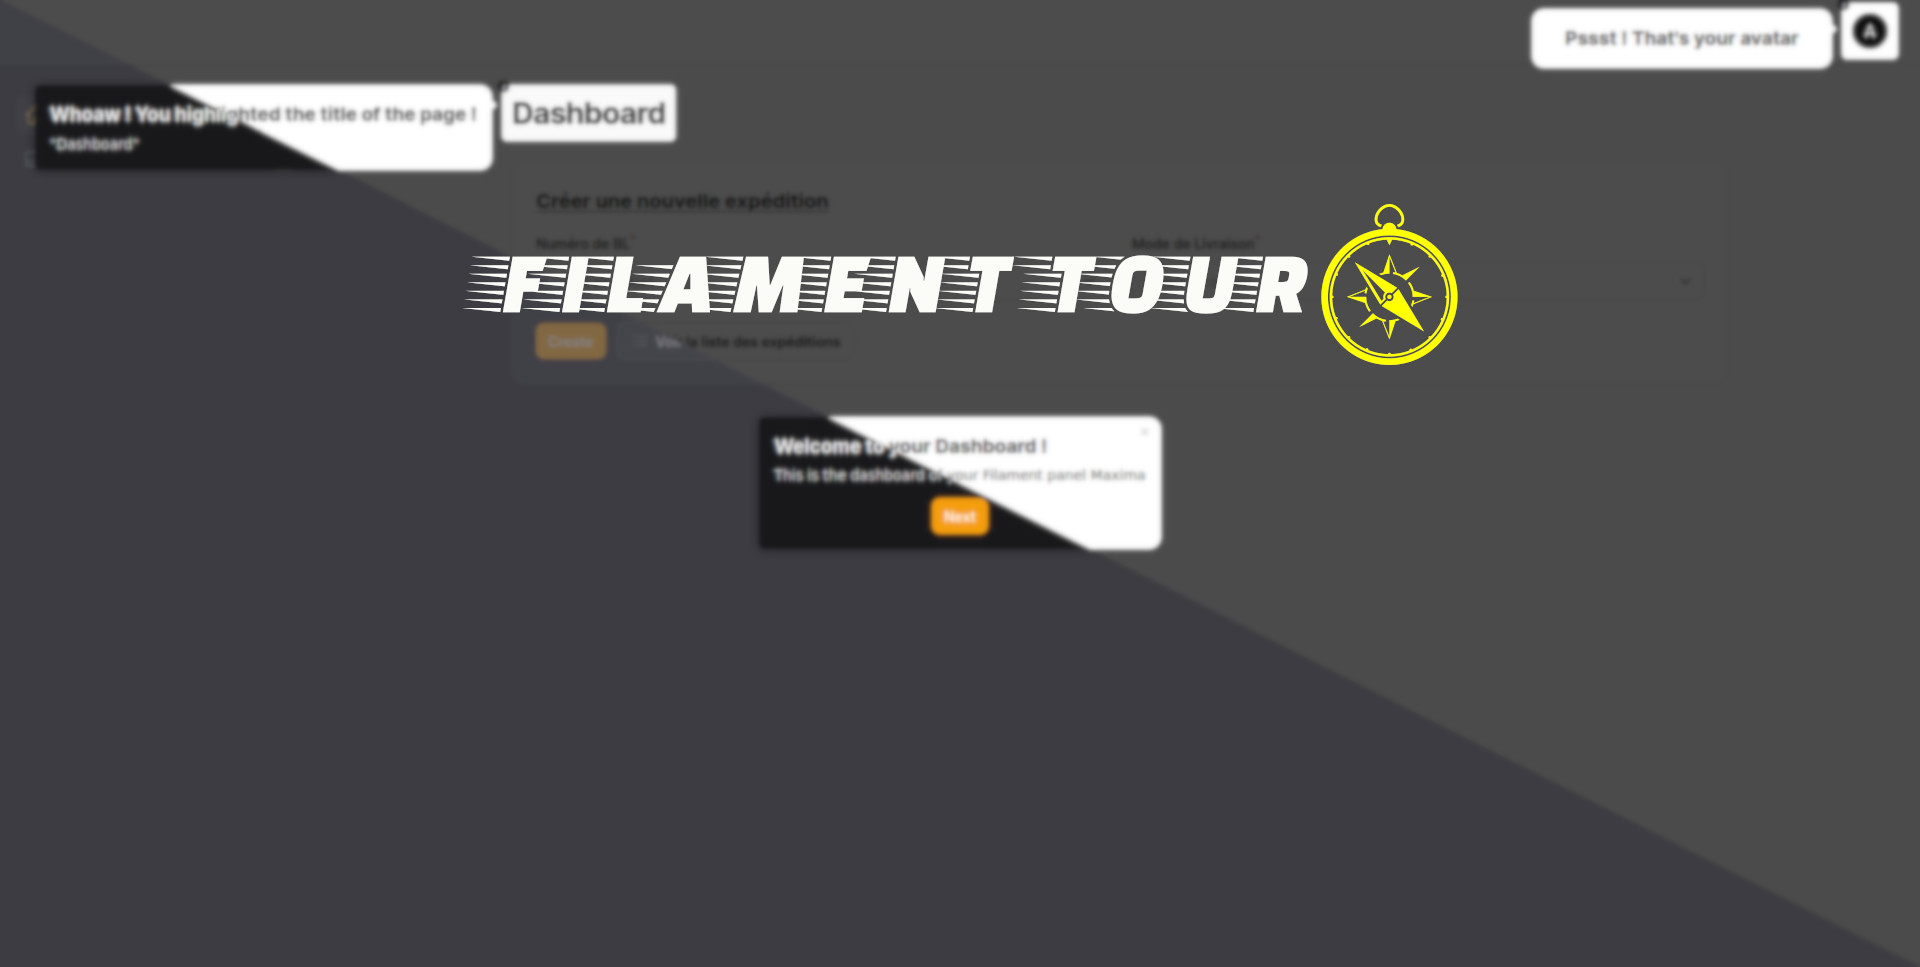 Pssst ! That's your avatar
A
Whoaw ! You highlighted the title of the page !
"Dashboard"
Dashboard
Créer une nouvelle expédition
Numéro de BL*
Mode de Livraison*
FILAMENT TOUR
Create
Voir la liste des expéditions
Welcome to your Dashboard !
This is the dashboard of your Filament panel Maxima
Next